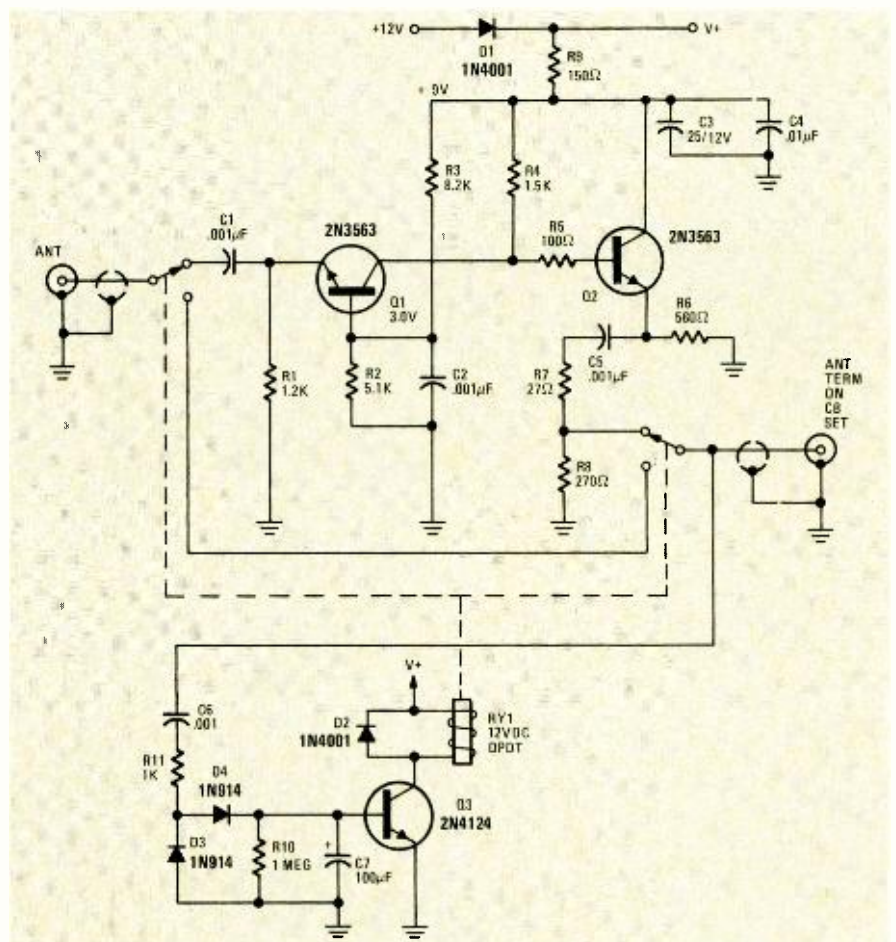 +12V
D1
1N4001
V+
R9
150Ω
+ 9V
C3
25/12V
C4
.01µF
R3
8.2K
R4
1.5K
C1
.001µF
2N3563
R5
100Ω
2N3563
ANT
Q1
3.0V
Q2
R6
560Ω
R1
1.2K
R2
5.1K
C2
.001µF
R7
27Ω
C5
.001µF
ANT
TERM
ON
CB
SET
R8
270Ω
V+
C6
.001
D2
1N4001
RY1
12VDC
DPDT
R11
1K
D4
1N914
Q3
2N4124
D3
1N914
R10
1 MEG
+
C7
100µF